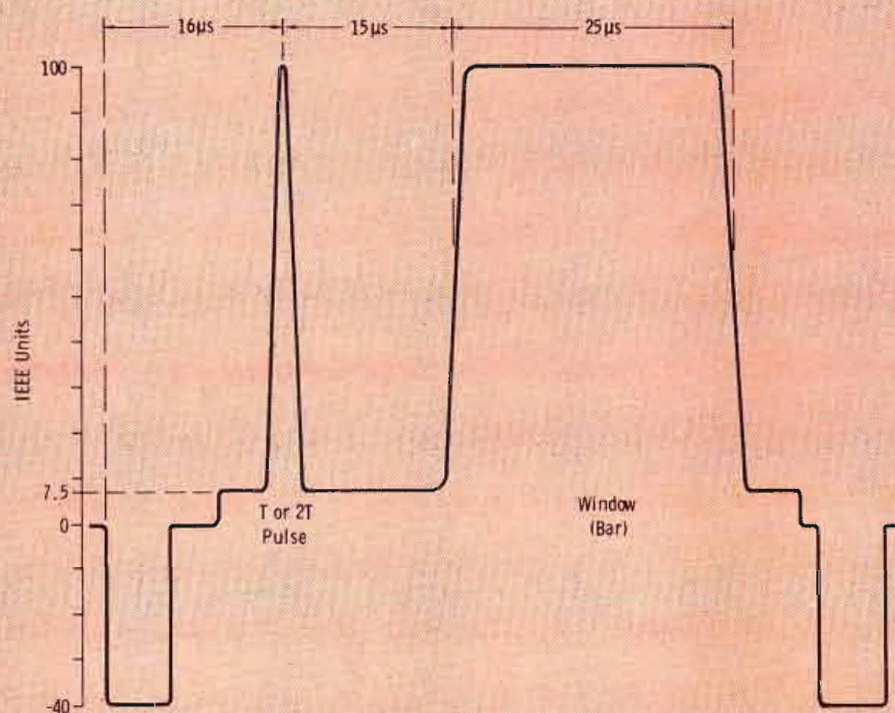 16µs 15µs 25µs
100
IEEE Units
7.5
T or 2T
Pulse
Window
(Bar)
0
-40